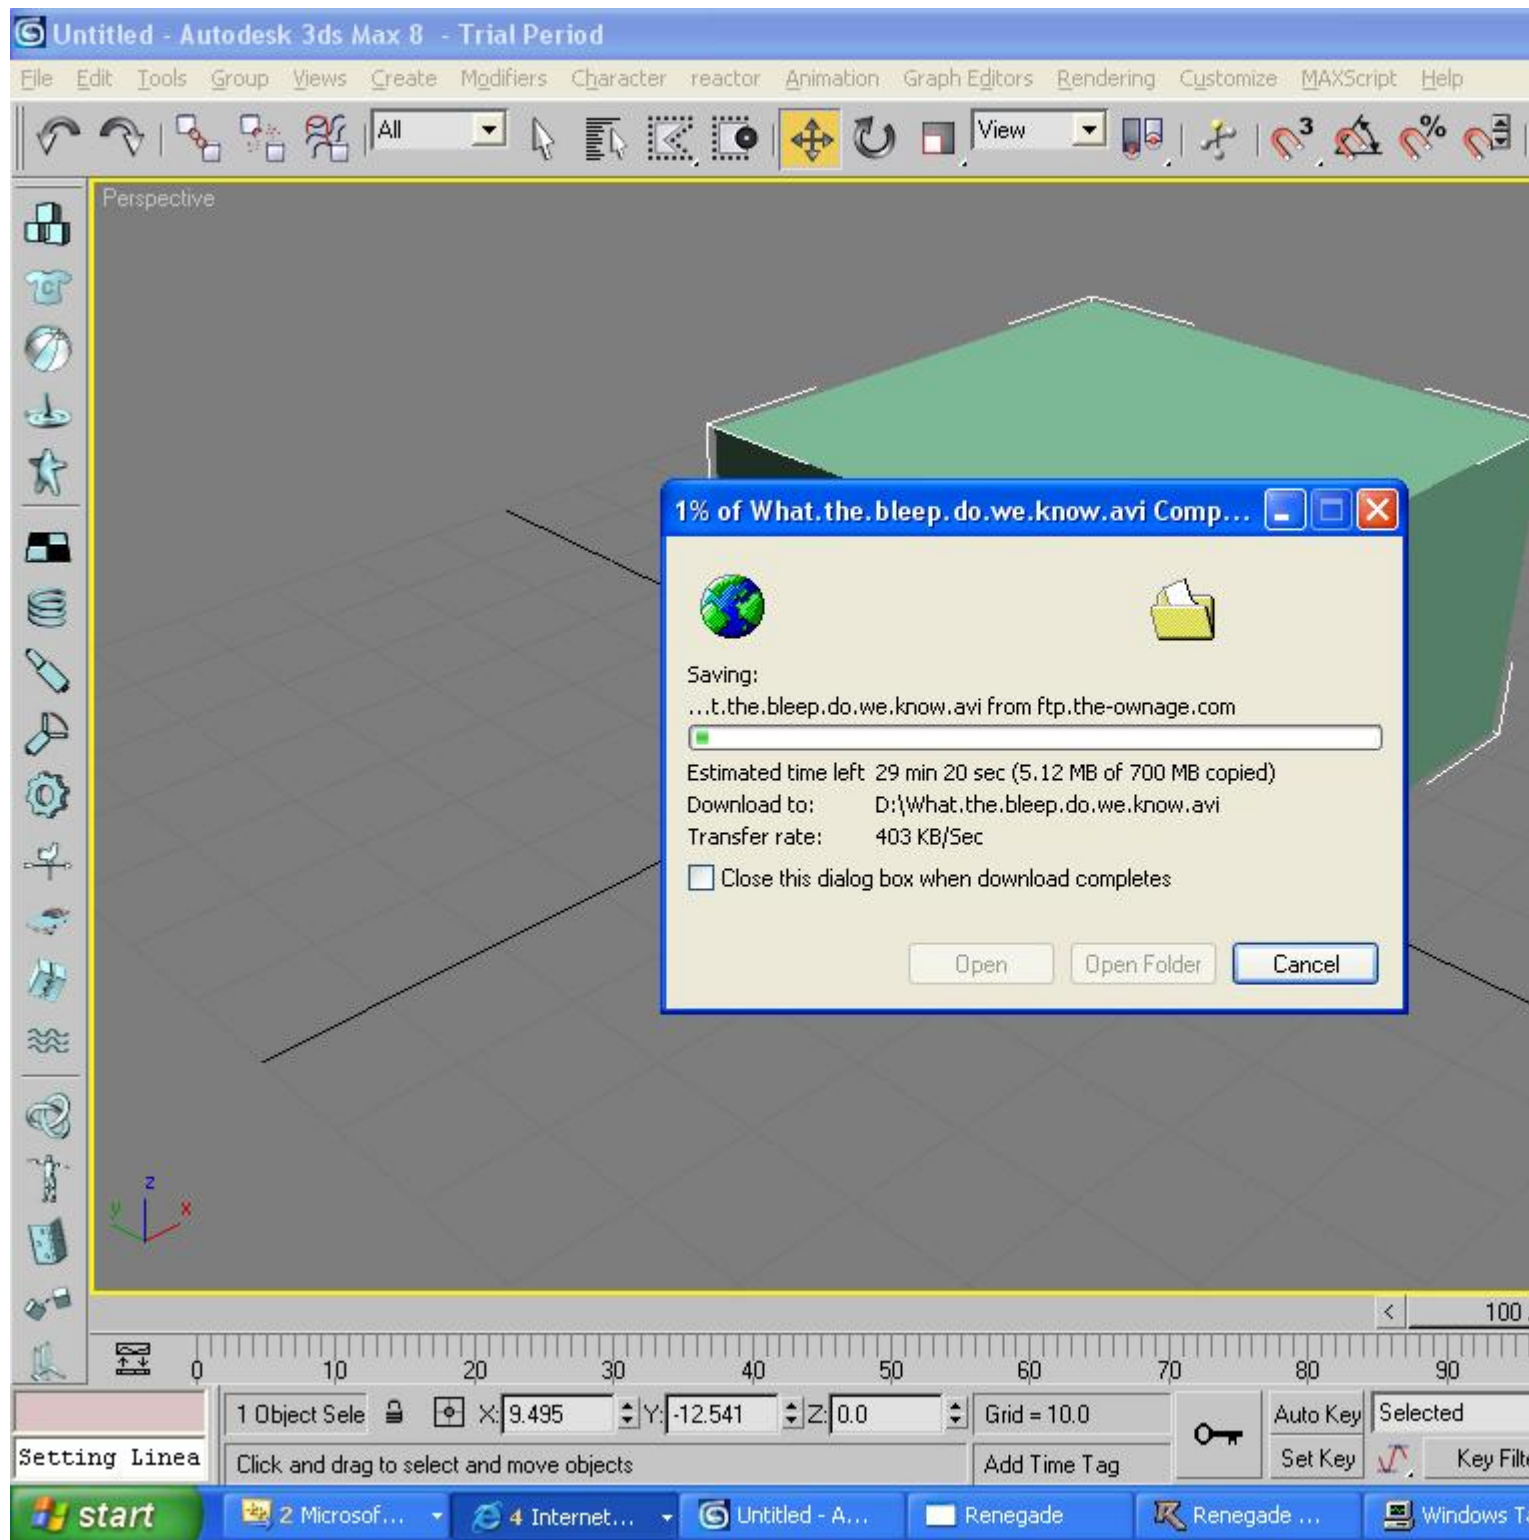 Untitled - Autodesk 3ds Max 8 - Trial Period
File Edit Tools Group Views Create Modifiers Character reactor Animation Graph Editors Rendering Customize MAXScript Help
All View 3 %
Perspective
C
1% of What.the.bleep.do.we.know.avi Comp...
Saving:
...t.the.bleep.do.we.know.avi from ftp.the-ownage.com
Estimated time left 29 min 20 sec (5.12 MB of 700 MB copied)
Download to: D:\What.the.bleep.do.we.know.avi
Transfer rate: 403 KB/Sec
Close this dialog box when download completes
Open Open Folder Cancel
z
y x
< 100
0 10 20 30 40 50 60 70 80 90
1 Object Sele X: 9.495 Y: -12.541 Z: 0.0 Grid = 10.0 Auto Key Selected
Setting Linea Click and drag to select and move objects Add Time Tag Set Key Key Filte
start 2 Microsof... 4 Internet... Untitled - A... Renegade Renegade ... Windows Ta